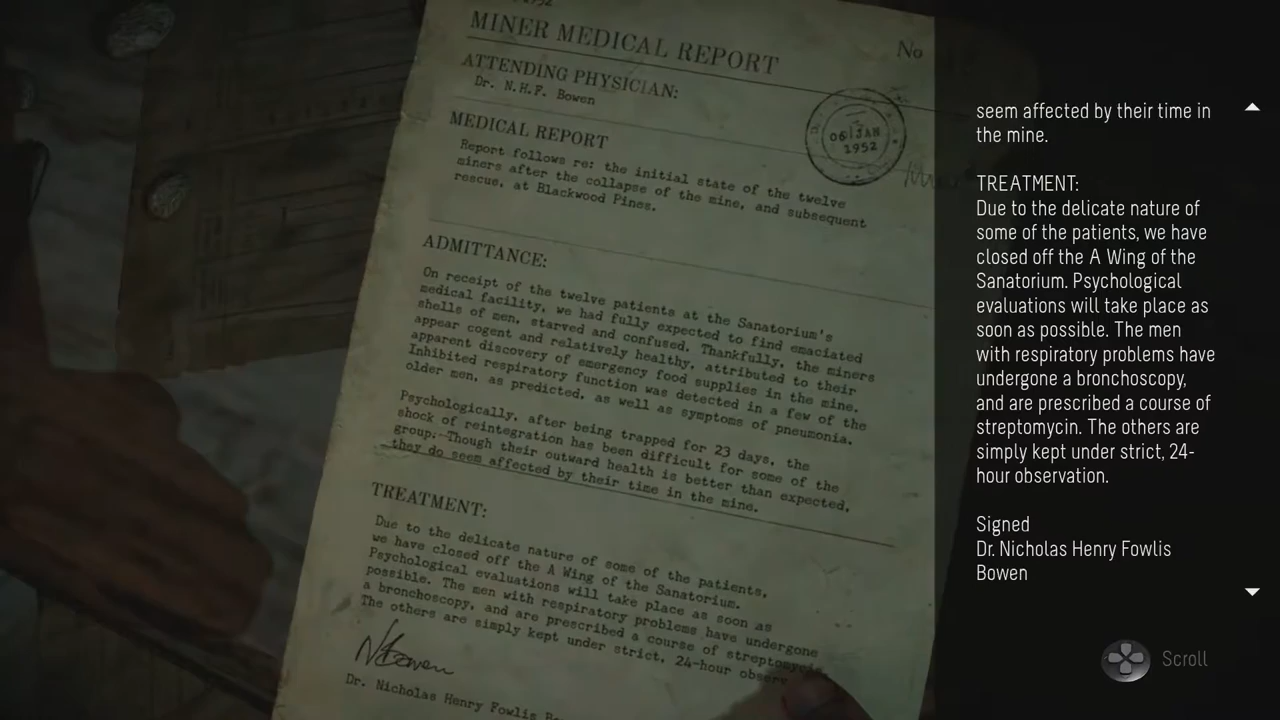 1952
MINER MEDICAL REPORT
No
ATTENDING PHYSICIAN:
Dr. N.H.F. Bowen
06 JAN
1952
MEDICAL REPORT
Report follows re: the initial state of the twelve
miners after the collapse of the mine, and subsequent
rescue, at Blackwood Pines.
ADMITTANCE:
On receipt of the twelve patients at the Sanatorium's
medical facility, we had fully expected to find emaciated
shells of men, starved and confused. Thankfully, the miners
appear cogent and relatively healthy, attributed to their
apparent discovery of emergency food supplies in the mine.
Inhibited respiratory function was detected in a few of the
older men, as predicted, as well as symptoms of pneumonia.
Psychologically, after being trapped for 23 days, the
shock of reintegration has been difficult for some of the
group. Though their outward health is better than expected,
they do seem affected by their time in the mine.
TREATMENT:
Due to the delicate nature of some of the patients,
we have closed off the A Wing of the Sanatorium.
Psychological evaluations will take place as soon as
possible. The men with respiratory problems have undergone
a bronchoscopy, and are prescribed a course of streptomycin.
The others are simply kept under strict, 24-hour obser
NBowen
Dr. Nicholas Henry Fowlis Bo
seem affected by their time in
the mine.
TREATMENT:
Due to the delicate nature of
some of the patients, we have
closed off the A Wing of the
Sanatorium. Psychological
evaluations will take place as
soon as possible. The men
with respiratory problems have
undergone a bronchoscopy,
and are prescribed a course of
streptomycin. The others are
simply kept under strict, 24-
hour observation.
Signed
Dr. Nicholas Henry Fowlis
Bowen
Scroll